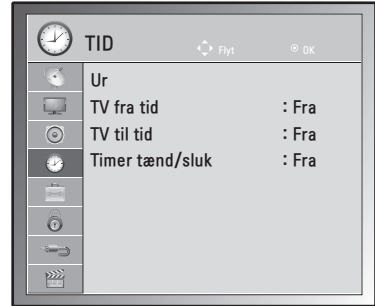 TID Flyt OK
Ur
TV fra tid : Fra
TV til tid : Fra
Timer tænd/sluk : Fra